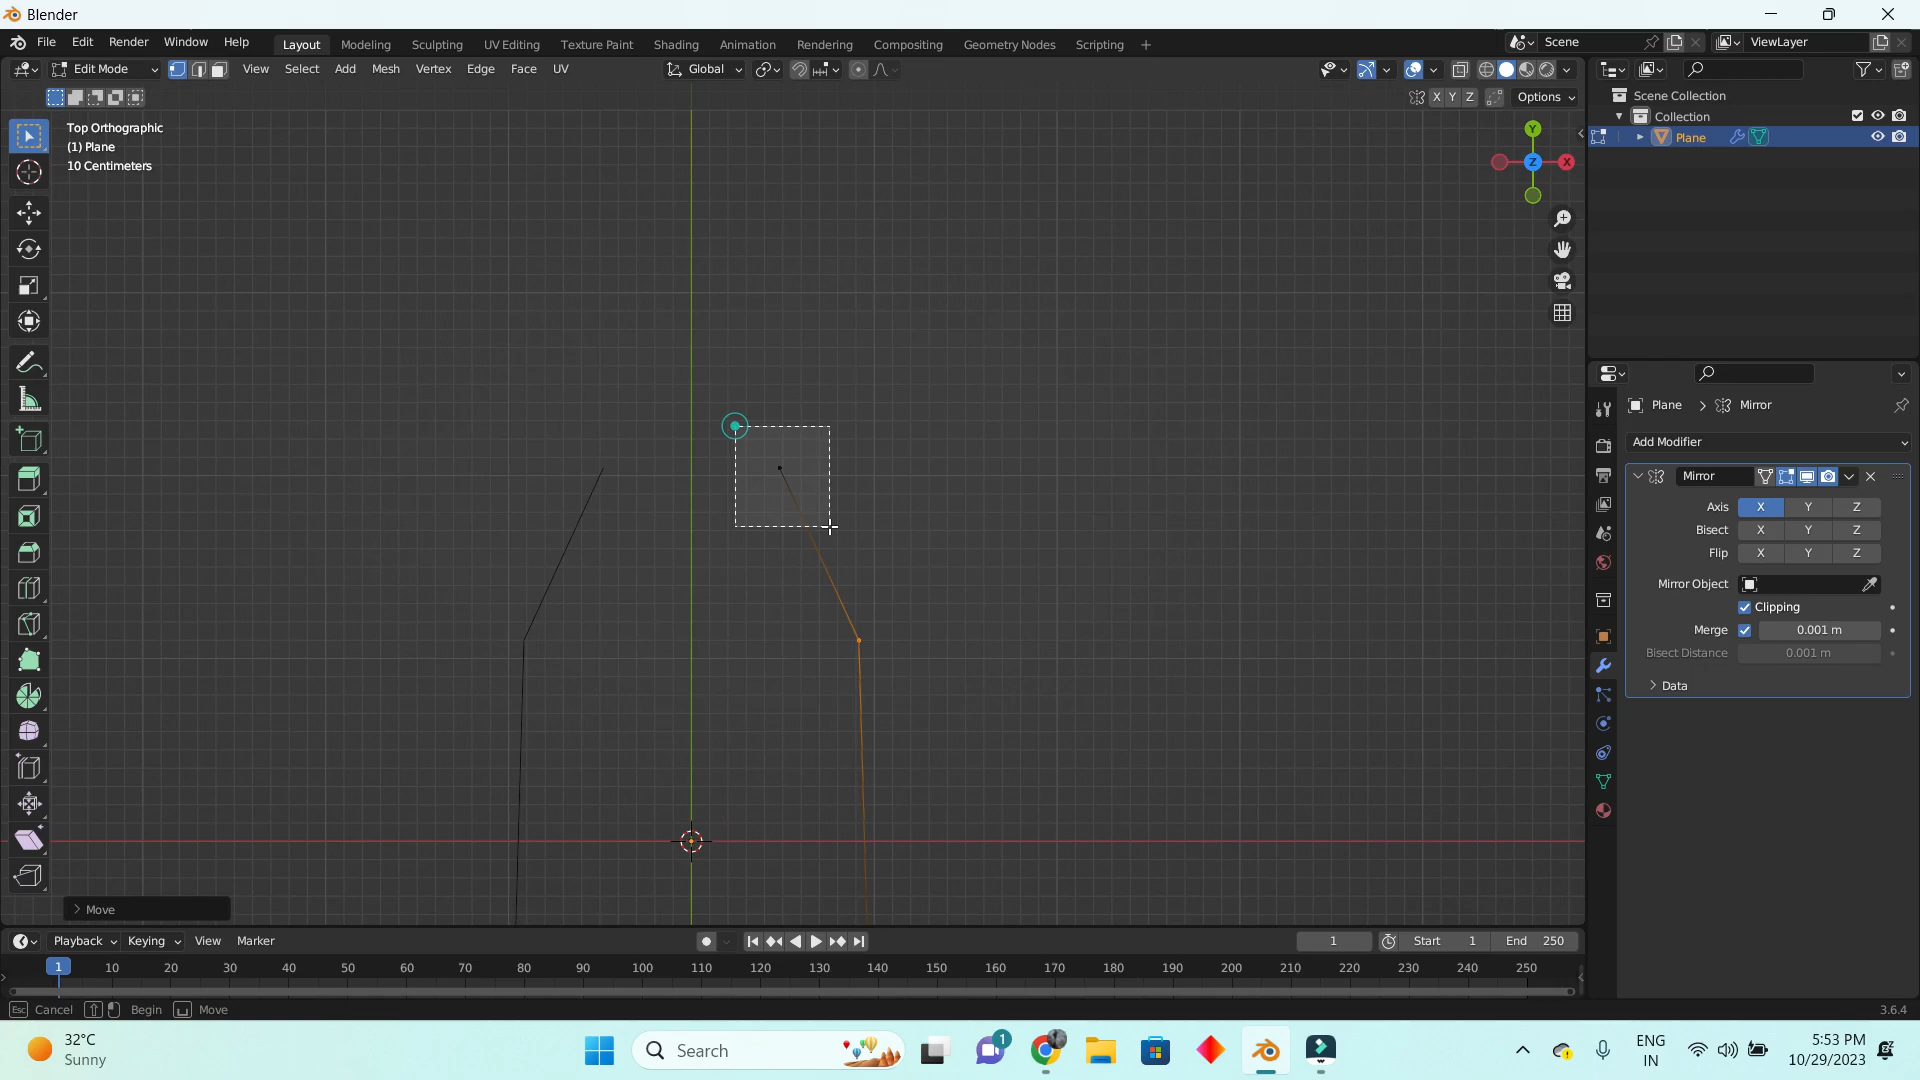 Blender
File Edit Render Window Help Layout Modeling Sculpting UV Editing Texture Paint Shading Animation Rendering Compositing Geometry Nodes Scripting + Scene ViewLayer
Edit Mode View Select Add Mesh Vertex Edge Face UV Global
X Y Z Options
Top Orthographic
(1) Plane
10 Centimeters
Y
Z X
Scene Collection
Collection
Plane
Plane > Mirror
Add Modifier
Mirror
Axis X Y Z
Bisect X Y Z
Flip X Y Z
Mirror Object
Clipping
Merge 0.001 m
Bisect Distance 0.001 m
> Data
> Move
Playback Keying View Marker 1 Start 1 End 250
1 10 20 30 40 50 60 70 80 90 100 110 120 130 140 150 160 170 180 190 200 210 220 230 240 250
Esc Cancel Begin Move 3.6.4
32°C
Sunny
Search
1
ENG
IN
5:53 PM
10/29/2023